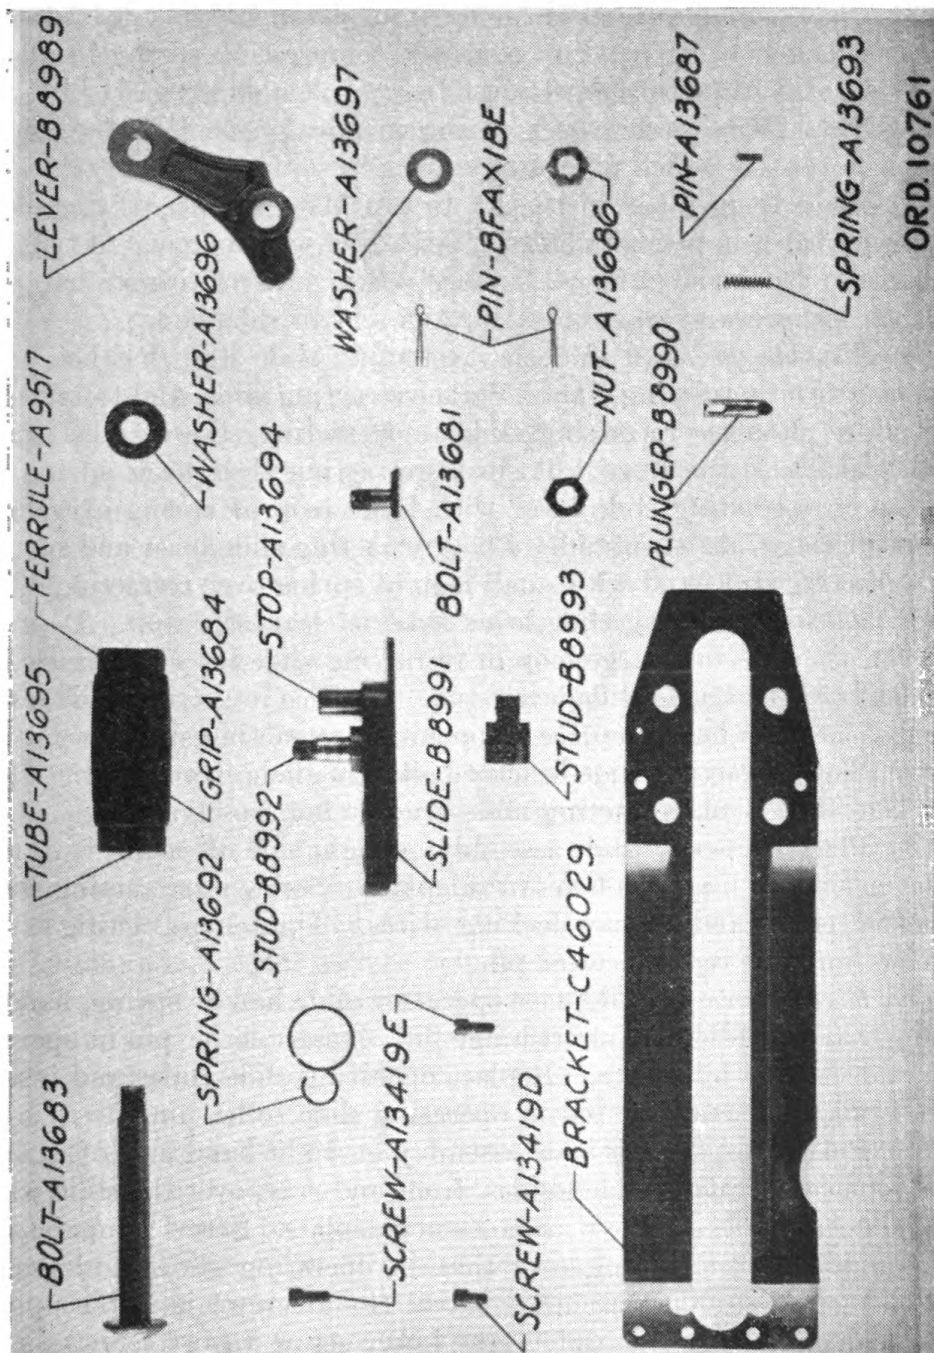 BOLT-A13683
TUBE-A13695
FERRULE-A9517
LEVER-B8989
GRIP-A13684
WASHER-A13696
SPRING-A13692
STUD-B8992
STOP-A13694
WASHER-A13697
SCREW-A13419E
SLIDE-B8991
BOLT-A13681
PIN-BFAX1BE
SCREW-A13419D
BRACKET-C46029
STUD-B8993
NUT-A13686
PLUNGER-B8990
PIN-A13687
SPRING-A13693
ORD. 10761